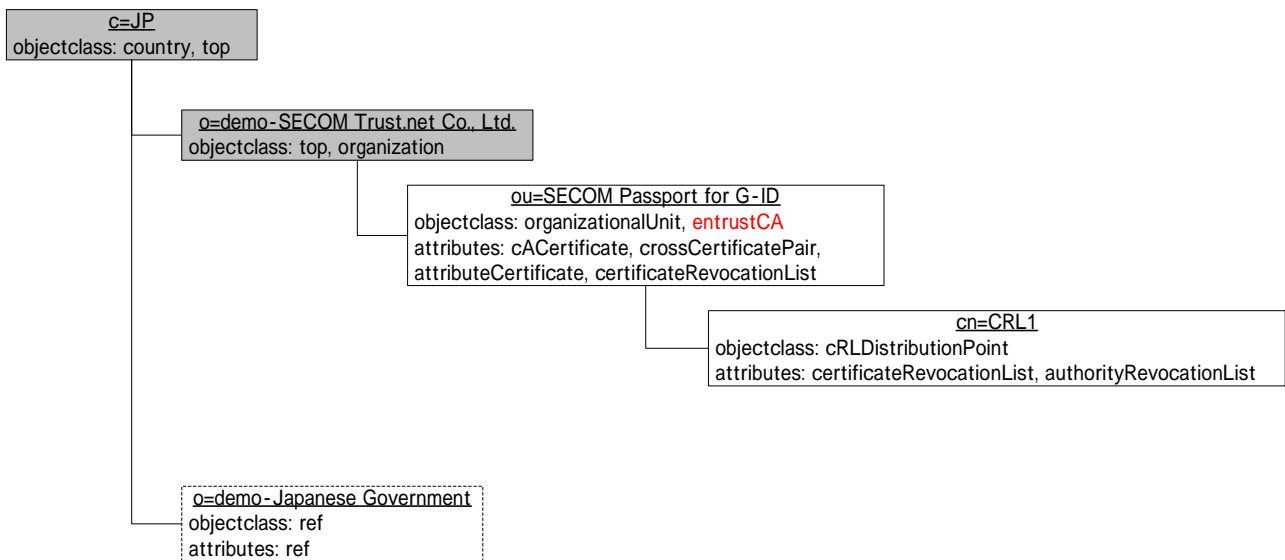 c=JP
objectclass: country, top
o=demo-SECOM Trust.net Co., Ltd.
objectclass: top, organization
ou=SECOM Passport for G-ID
objectclass: organizationalUnit, entrustCA
attributes: cACertificate, crossCertificatePair,
attributeCertificate, certificateRevocationList
cn=CRL1
objectclass: cRLDistributionPoint
attributes: certificateRevocationList, authorityRevocationList
o=demo-Japanese Government
objectclass: ref
attributes: ref